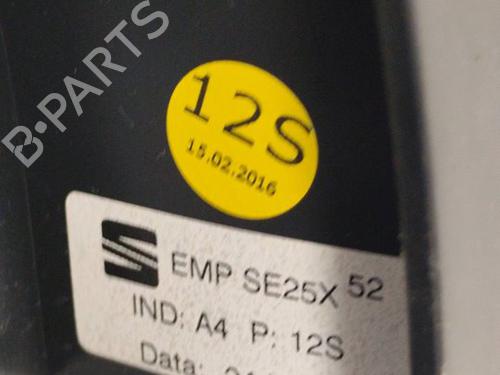 B-PARTS
12S
15.02.2016
EMP SE25X 52
IND: A4 P: 12S
Data: